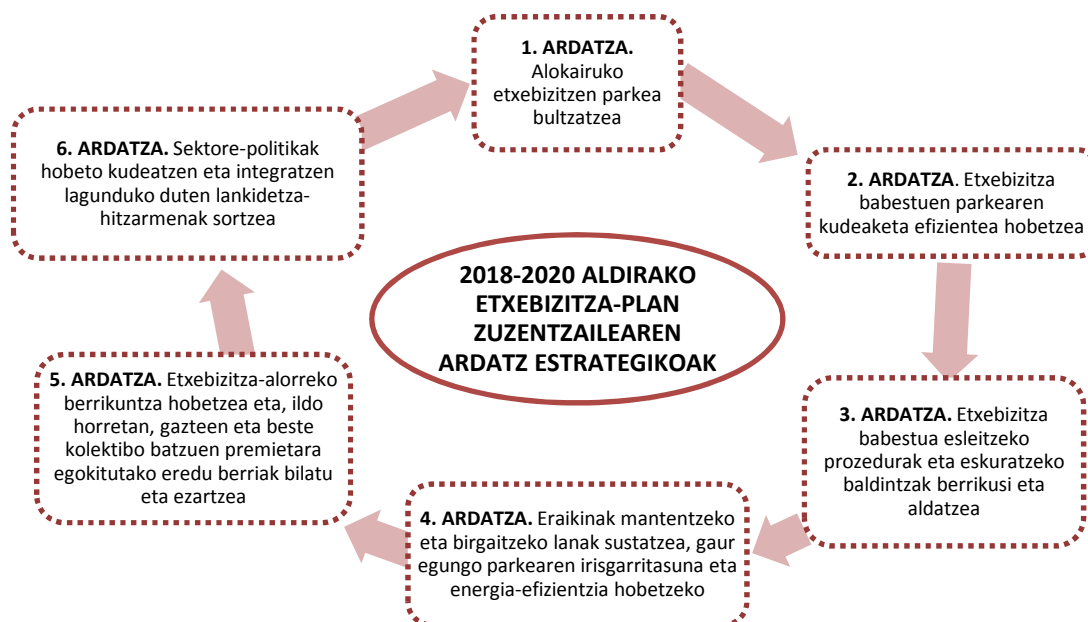 1. ARDATZA.
Alokairuko
etxebizitzen parkea
bultzatzea
2. ARDATZA. Etxebizitza
babestuen parkearen
kudeaketa efizientea hobetzea
3. ARDATZA. Etxebizitza
babestua esleitzeko
prozedurak eta eskuratzeko
baldintzak berrikusi eta
aldatzea
4. ARDATZA. Eraikinak mantentzeko
eta birgaitzeko lanak sustatzea, gaur
egungo parkearen irisgarritasuna eta
energia-efizientzia hobetzeko
5. ARDATZA. Etxebizitza-alorreko
berrikuntza hobetzea eta, ildo
horretan, gazteen eta beste
kolektibo batzuen premietara
egokitutako eredu berriak bilatu
eta ezartzea
6. ARDATZA. Sektore-politikak
hobeto kudeatzen eta integratzen
lagunduko duten lankidetza-
hitzarmenak sortzea
2018-2020 ALDIRAKO
ETXEBIZITZA-PLAN
ZUZENTZAILEAREN
ARDATZ ESTRATEGIKOAK